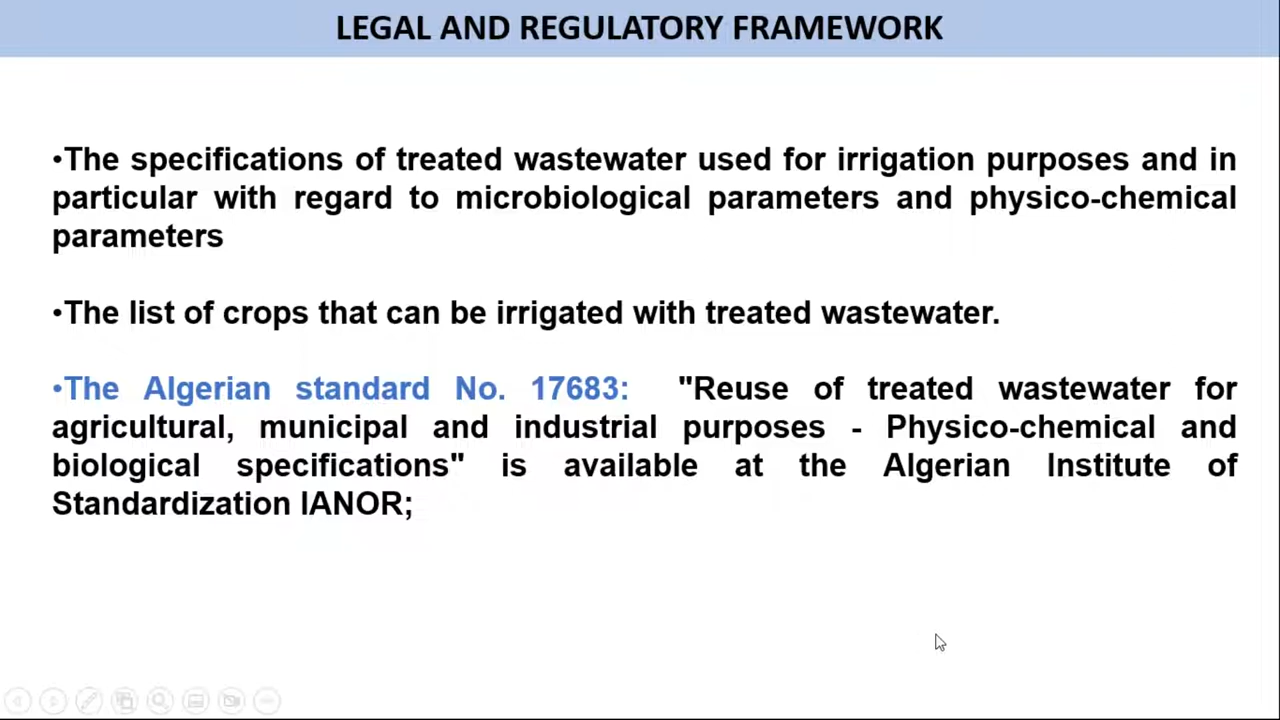 LEGAL AND REGULATORY FRAMEWORK
•The specifications of treated wastewater used for irrigation purposes and in
particular with regard to microbiological parameters and physico-chemical
parameters
•The list of crops that can be irrigated with treated wastewater.
•The Algerian standard No. 17683: "Reuse of treated wastewater for
agricultural, municipal and industrial purposes - Physico-chemical and
biological specifications" is available at the Algerian Institute of
Standardization IANOR;